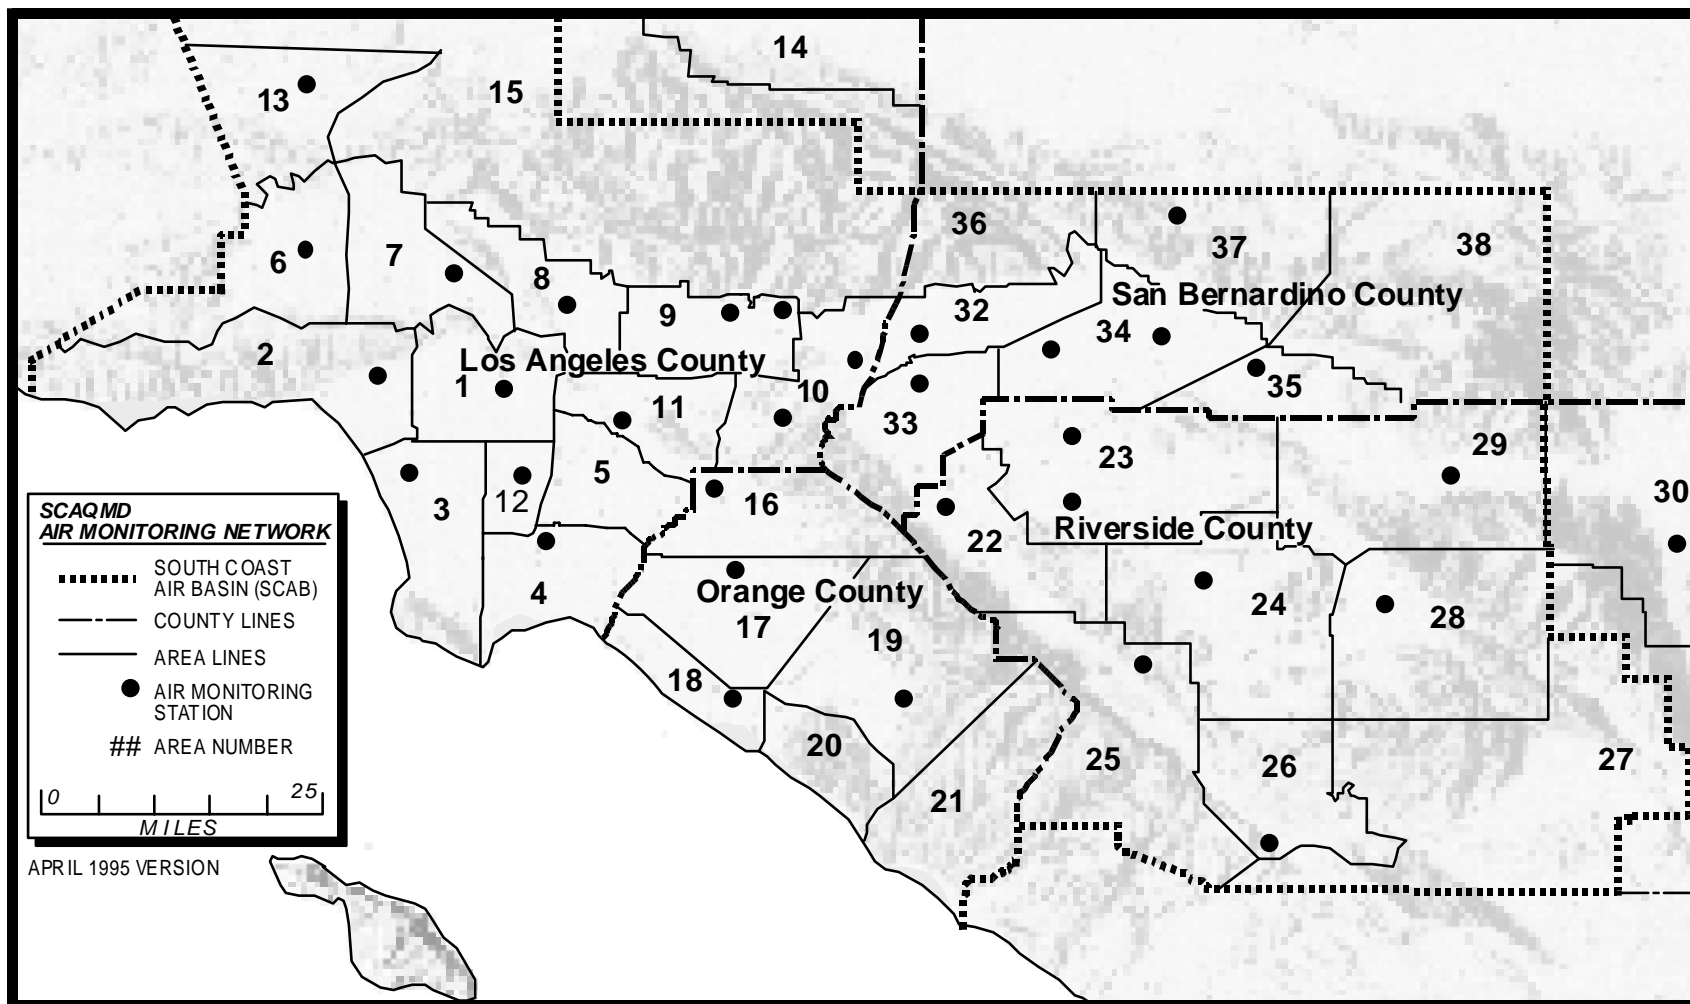 14
13
15
36
37
38
6
7
8
9
32
San Bernardino County
34
2
Los Angeles County
1
10
35
11
33
23
29
5
3
12
16
30
Riverside County
22
SCAQMD
AIR MONITORING NETWORK
SOUTH COAST
AIR BASIN (SCAB)
COUNTY LINES
AREA LINES
AIR MONITORING
STATION
## AREA NUMBER
0 25
MILES
4
Orange County
17
24
28
19
18
20
25
26
27
21
APRIL 1995 VERSION